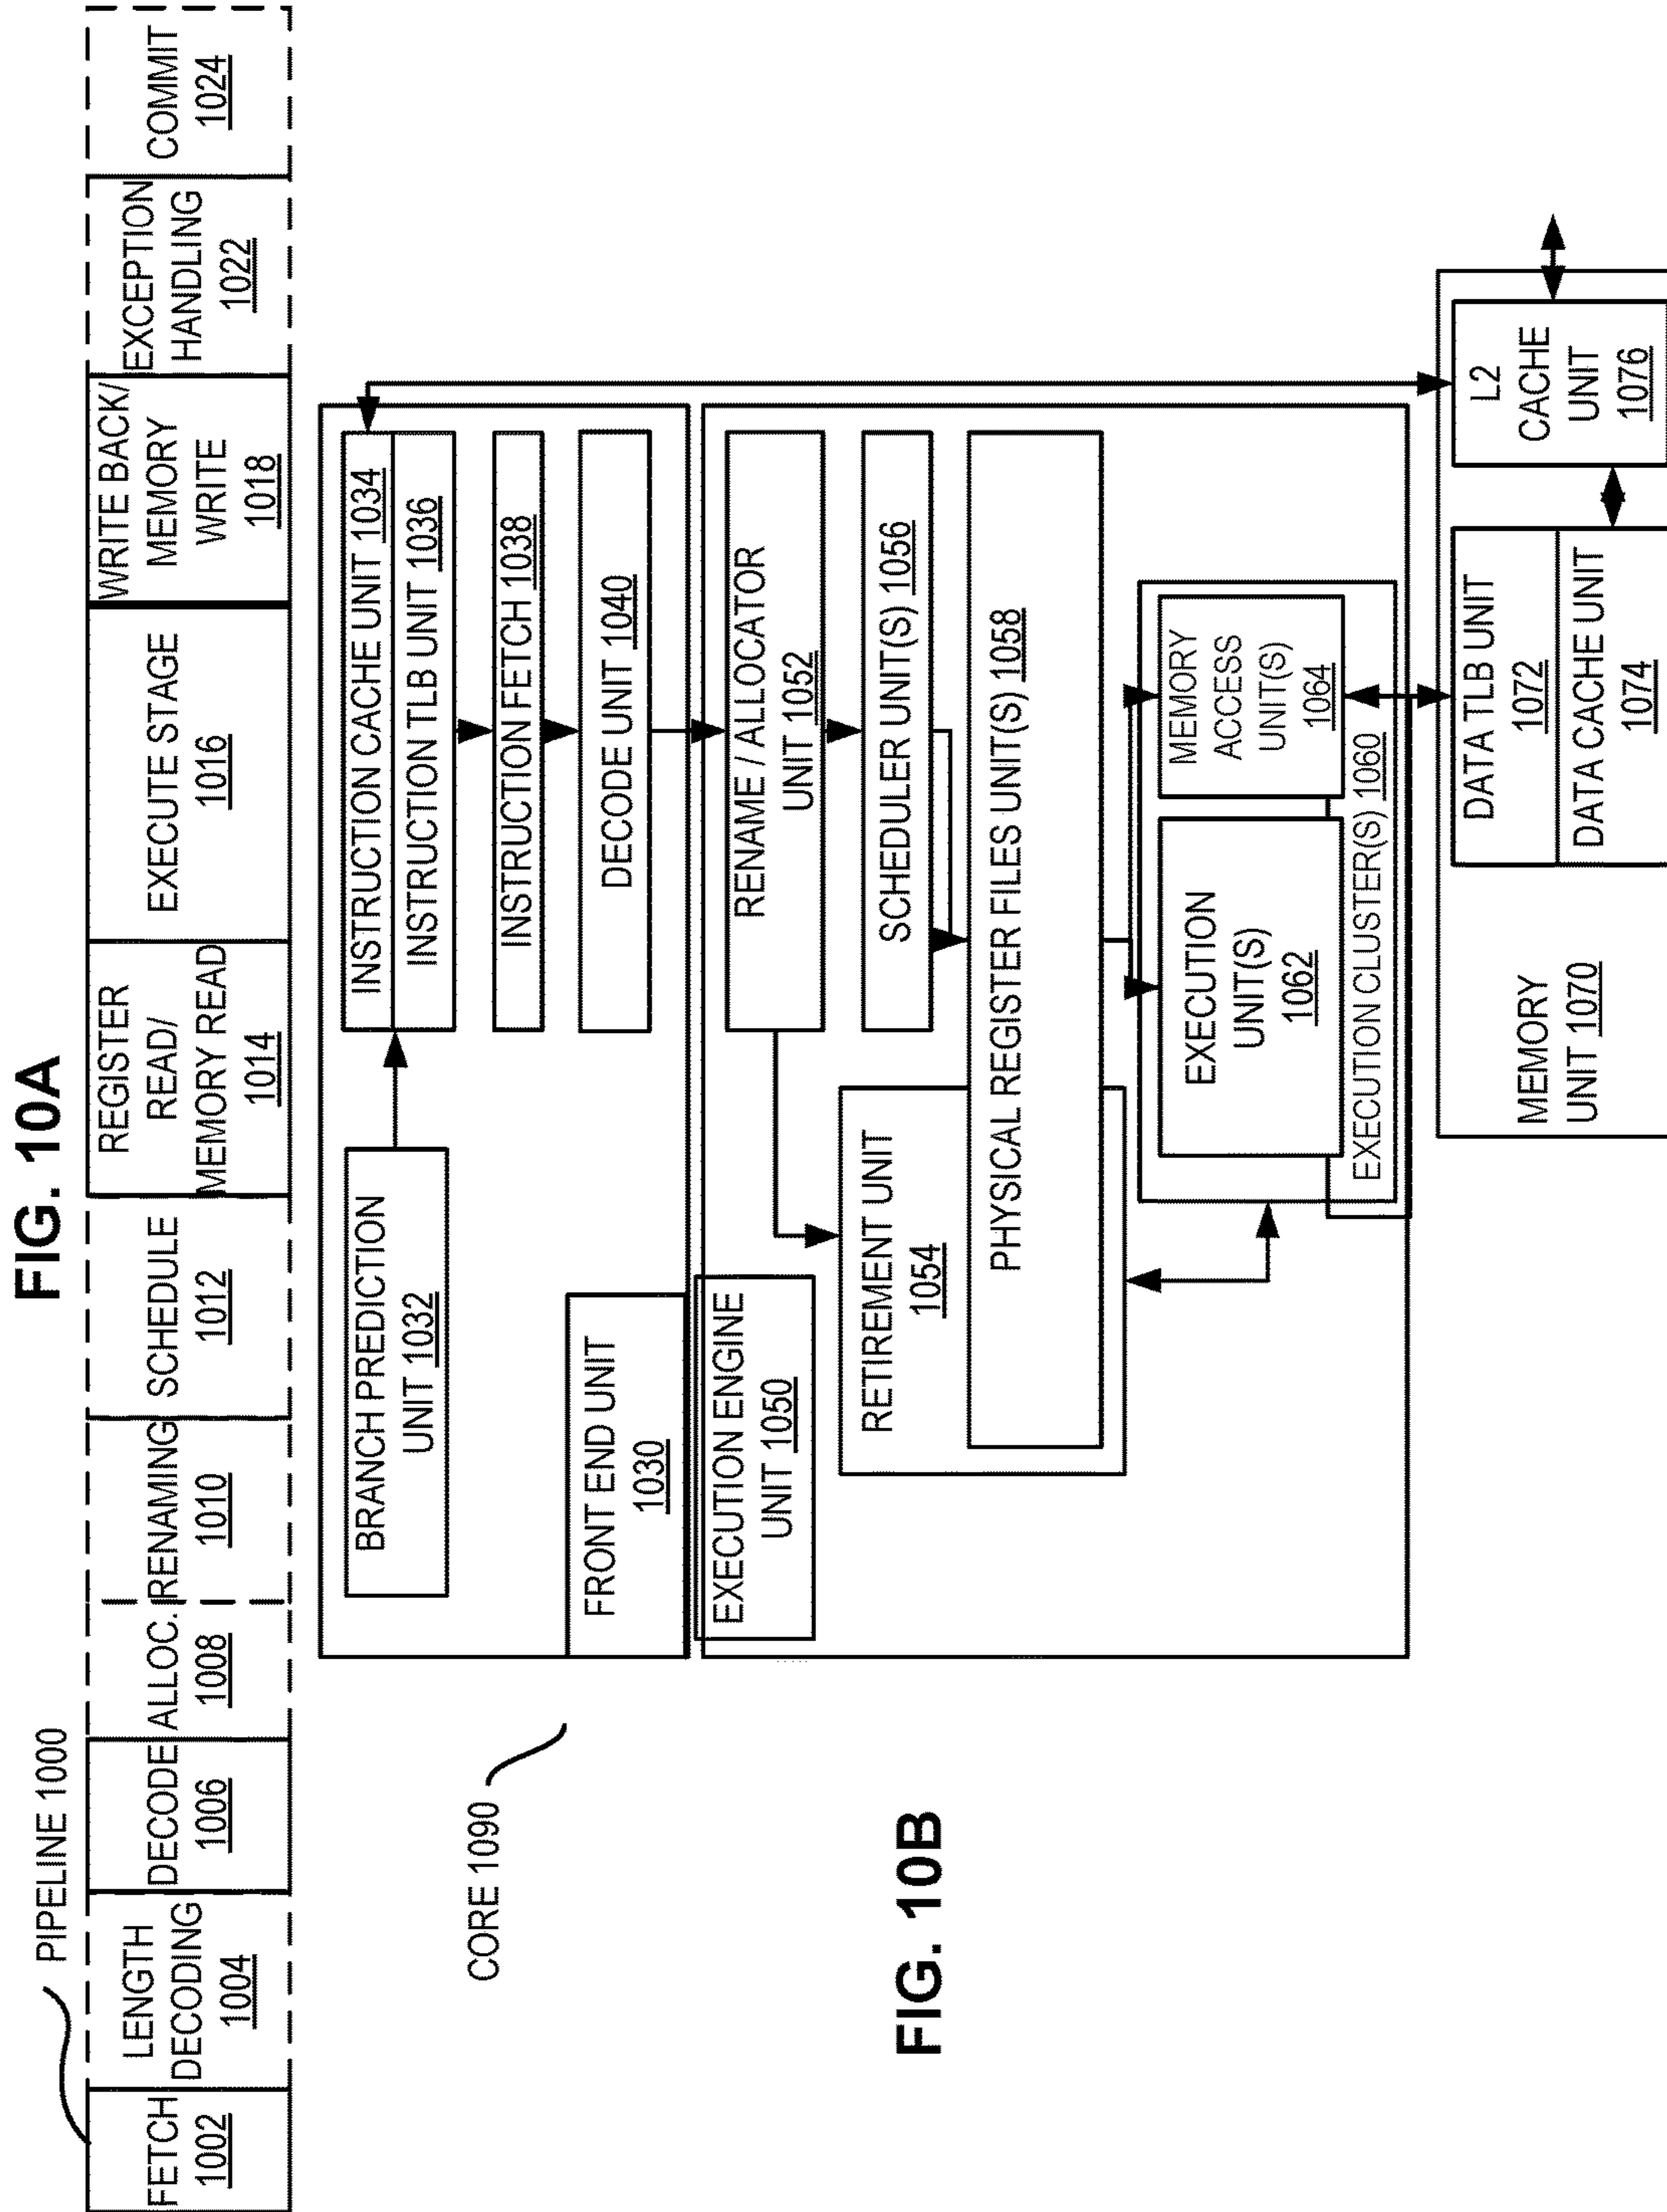 FIG. 10A
PIPELINE 1000
FETCH
1002
LENGTH
DECODING
1004
DECODE
1006
ALLOC.
1008
RENAMING
1010
SCHEDULE
1012
REGISTER
READ/
MEMORY READ
1014
EXECUTE STAGE
1016
WRITE BACK/
MEMORY
WRITE
1018
EXCEPTION
HANDLING
1022
COMMIT
1024
CORE 1090
BRANCH PREDICTION
UNIT 1032
INSTRUCTION CACHE UNIT 1034
INSTRUCTION TLB UNIT 1036
INSTRUCTION FETCH 1038
DECODE UNIT 1040
FRONT END UNIT
1030
EXECUTION ENGINE
UNIT 1050
RENAME / ALLOCATOR
UNIT 1052
RETIREMENT UNIT
1054
SCHEDULER UNIT(S) 1056
PHYSICAL REGISTER FILES UNIT(S) 1058
EXECUTION
UNIT(S)
1062
MEMORY
ACCESS
UNIT(S)
1064
EXECUTION CLUSTER(S) 1060
MEMORY
UNIT 1070
DATA TLB UNIT
1072
DATA CACHE UNIT
1074
L2
CACHE
UNIT
1076
FIG. 10B